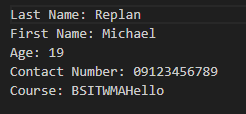 Last Name: Replan
First Name: Michael
Age: 19
Contact Number: 09123456789
Course: BSITWMAHello